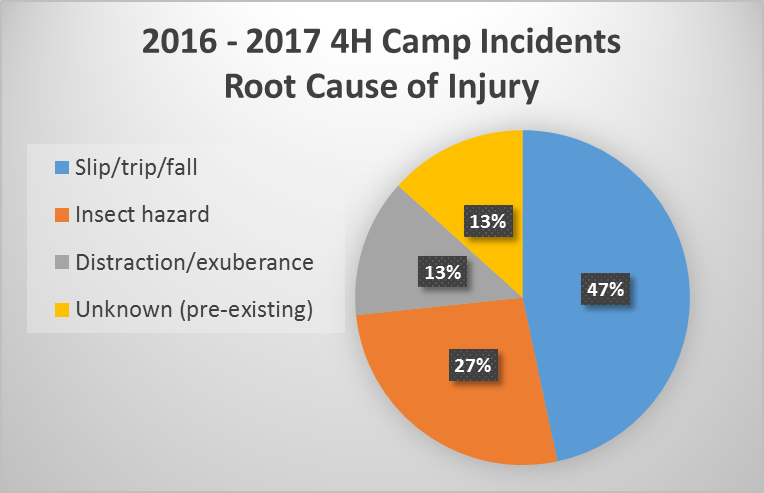 2016 - 2017 4H Camp Incidents
Root Cause of Injury
Slip/trip/fall
Insect hazard
Distraction/exuberance
Unknown (pre-existing)
13%
13%
47%
27%